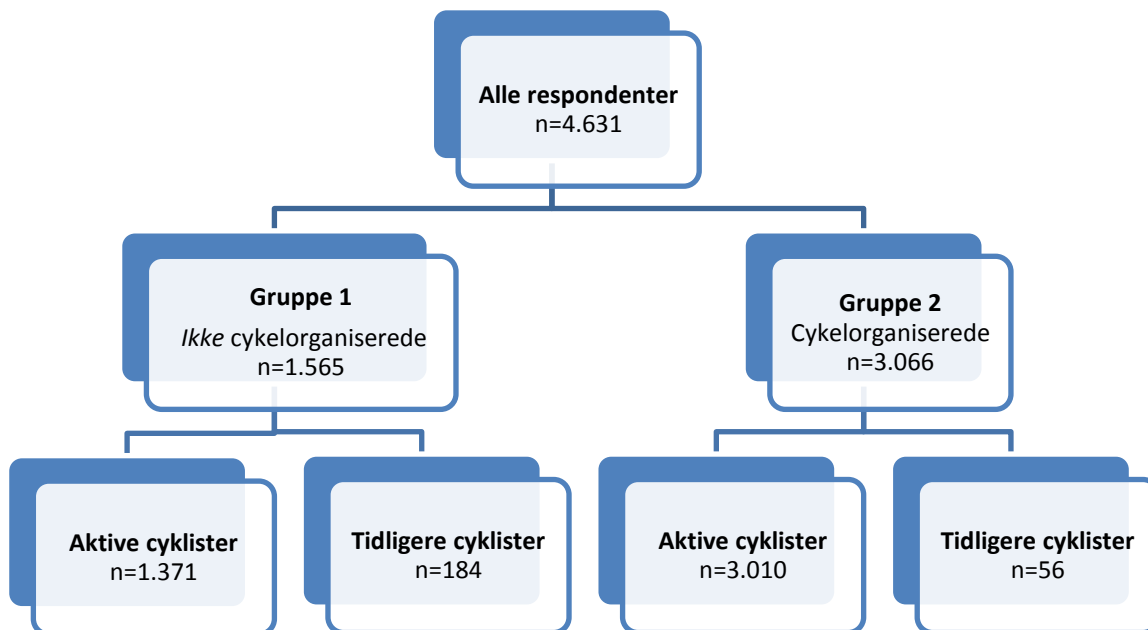 Alle respondenter
n=4.631
Gruppe 1
Ikke cykelorganiserede
n=1.565
Gruppe 2
Cykelorganiserede
n=3.066
Aktive cyklister
n=1.371
Tidligere cyklister
n=184
Aktive cyklister
n=3.010
Tidligere cyklister
n=56